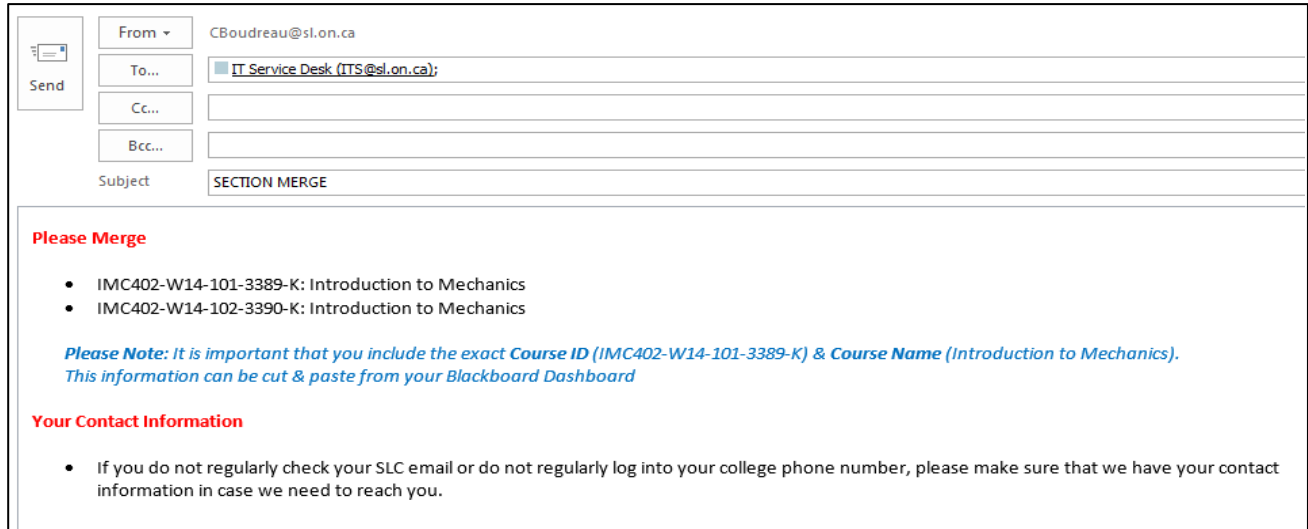 From
CBoudreau@sl.on.ca
Send
To...
IT Service Desk (ITS@sl.on.ca);
Cc...
Bcc...
Subject
SECTION MERGE
Please Merge
• IMC402-W14-101-3389-K: Introduction to Mechanics
• IMC402-W14-102-3390-K: Introduction to Mechanics
Please Note: It is important that you include the exact Course ID (IMC402-W14-101-3389-K) & Course Name (Introduction to Mechanics).
This information can be cut & paste from your Blackboard Dashboard
Your Contact Information
• If you do not regularly check your SLC email or do not regularly log into your college phone number, please make sure that we have your contact
information in case we need to reach you.